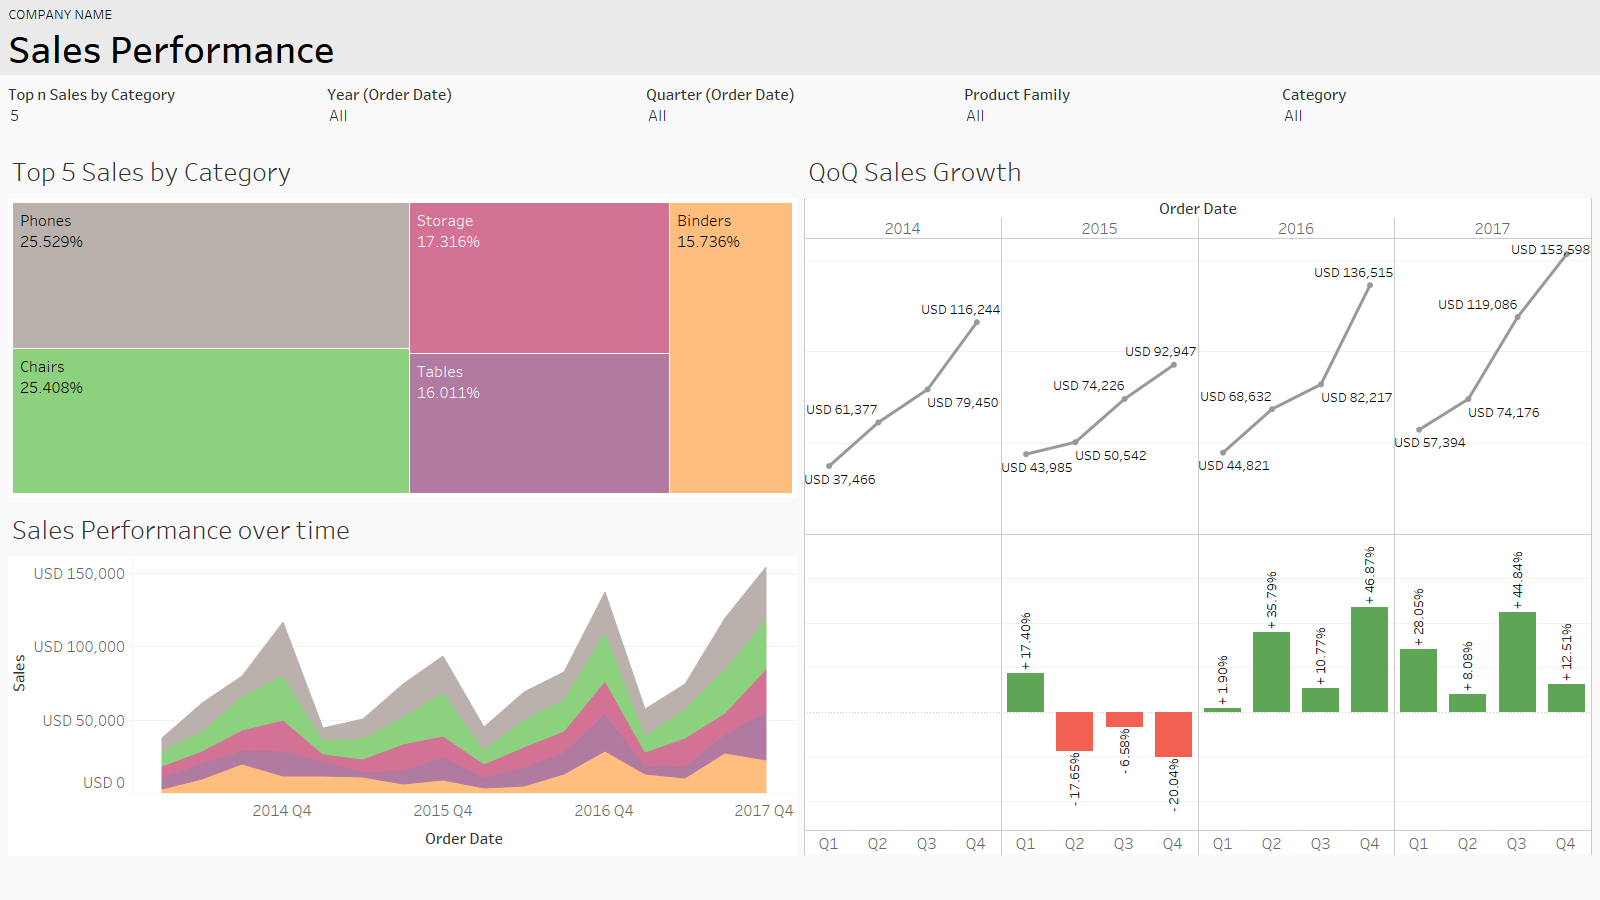 COMPANY NAME
Sales Performance
Top n Sales by Category
5
Year (Order Date)
All
Quarter (Order Date)
All
Product Family
All
Category
All
Top 5 Sales by Category
Phones
25.529%
Chairs
25.408%
Storage
17.316%
Tables
16.011%
Binders
15.736%
Sales Performance over time
Sales
USD 150,000
USD 100,000
USD 50,000
USD 0
2014 Q4 2015 Q4 2016 Q4 2017 Q4
Order Date
QoQ Sales Growth
Order Date
2014 2015 2016 2017
USD 37,466
USD 61,377
USD 79,450
USD 116,244
USD 43,985
USD 50,542
USD 74,226
USD 92,947
USD 44,821
USD 68,632
USD 82,217
USD 136,515
USD 57,394
USD 74,176
USD 119,086
USD 153,598
+ 17.40%
- 17.65%
- 6.58%
- 20.04%
+ 1.90%
+ 35.79%
+ 10.77%
+ 46.87%
+ 28.05%
+ 8.08%
+ 44.84%
+ 12.51%
Q1 Q2 Q3 Q4 Q1 Q2 Q3 Q4 Q1 Q2 Q3 Q4 Q1 Q2 Q3 Q4